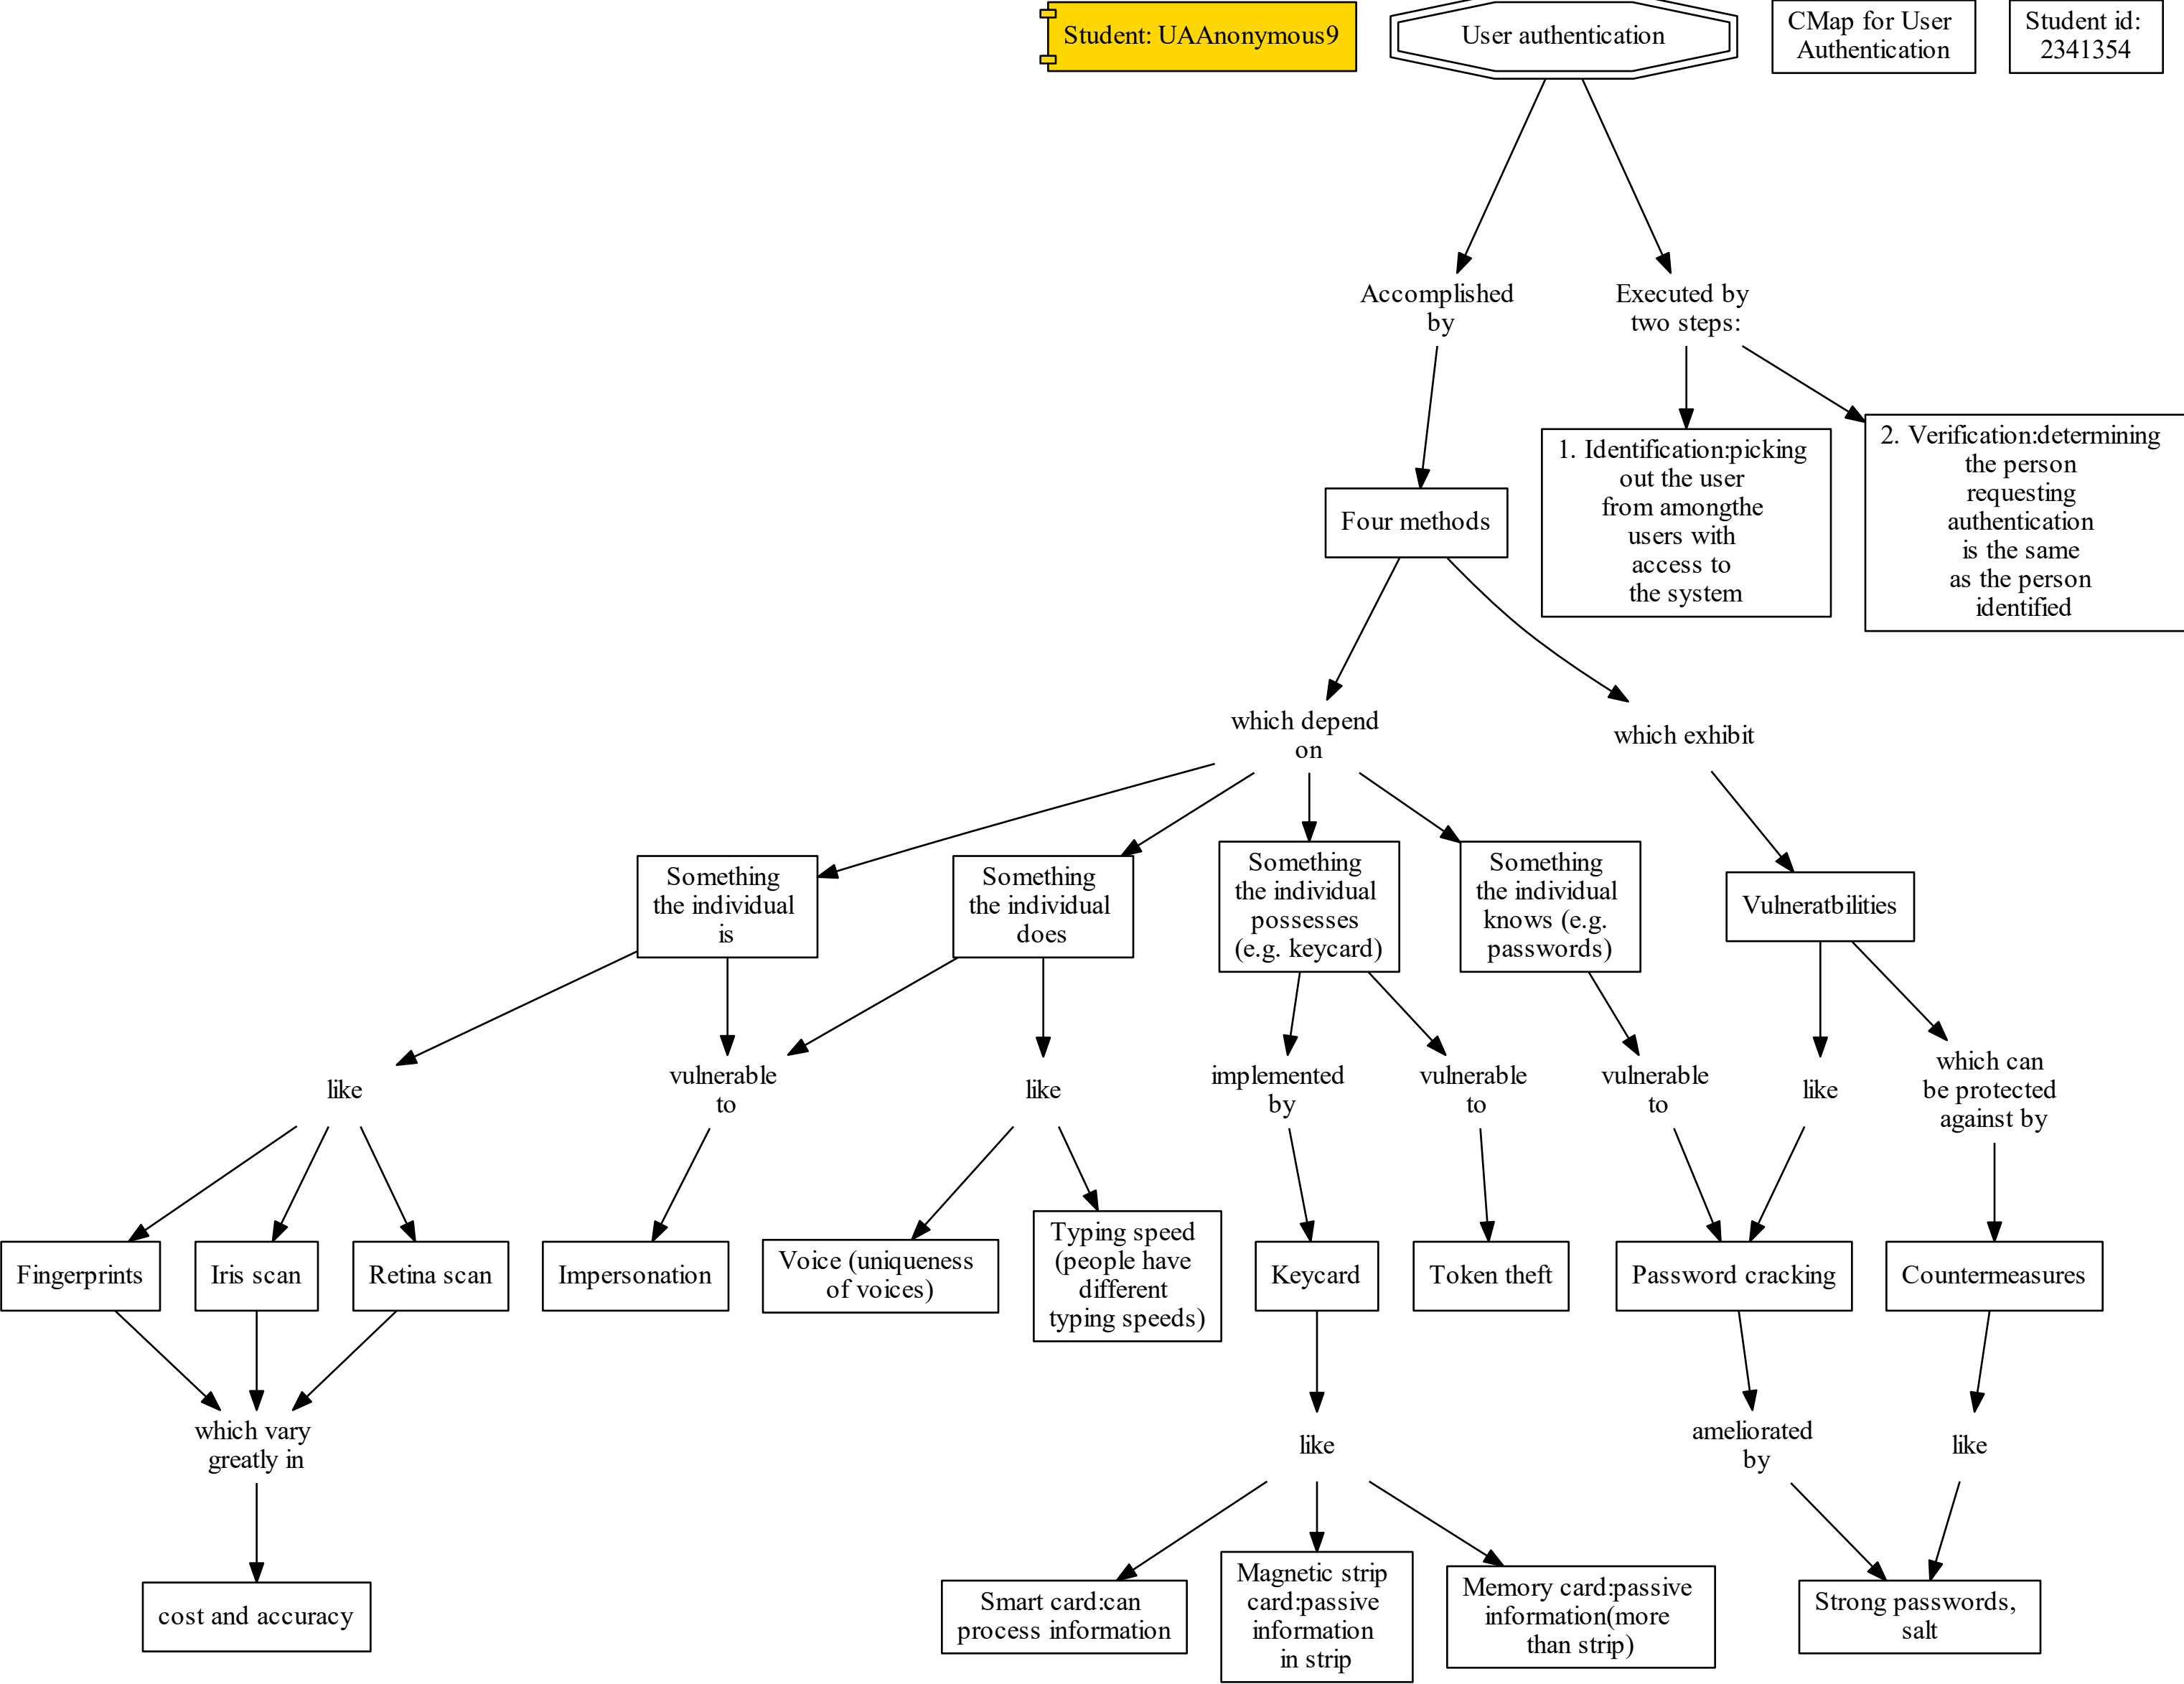 Student: UAAnonymous9
User authentication
CMap for User
Authentication
Student id:
2341354
Accomplished
by
Executed by
two steps:
1. Identification:picking
out the user
from amongthe
users with
access to
the system
2. Verification:determining
the person
requesting
authentication
is the same
as the person
identified
Four methods
which depend
on
which exhibit
Something
the individual
is
Something
the individual
does
Something
the individual
possesses
(e.g. keycard)
Something
the individual
knows (e.g.
passwords)
Vulneratbilities
like
vulnerable
to
like
implemented
by
vulnerable
to
vulnerable
to
like
which can
be protected
against by
Fingerprints
Iris scan
Retina scan
Impersonation
Voice (uniqueness
of voices)
Typing speed
(people have
different
typing speeds)
Keycard
Token theft
Password cracking
Countermeasures
which vary
greatly in
like
ameliorated
by
like
cost and accuracy
Smart card:can
process information
Magnetic strip
card:passive
information
in strip
Memory card:passive
information(more
than strip)
Strong passwords,
salt